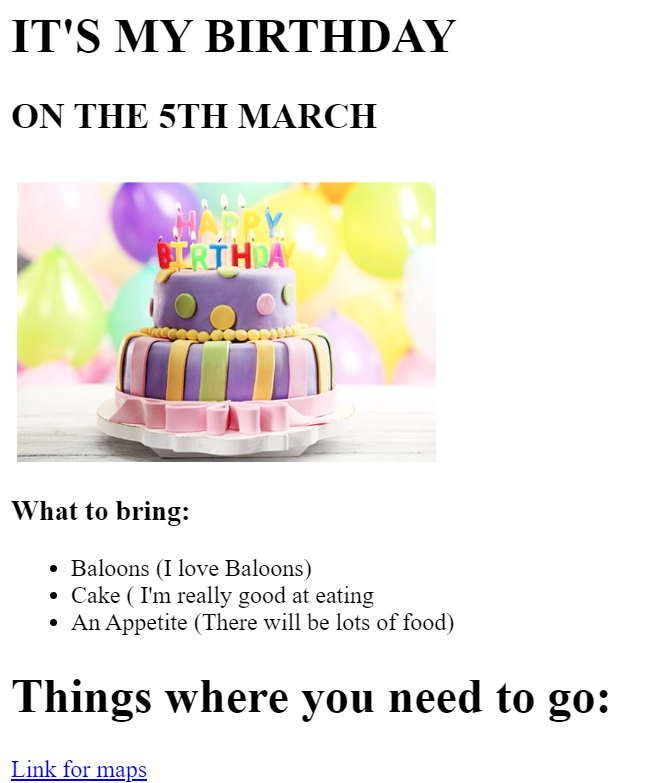 IT'S MY BIRTHDAY
ON THE 5TH MARCH
HAPPY
BIRTHDAY
What to bring:
Baloons (I love Baloons)
Cake ( I'm really good at eating
An Appetite (There will be lots of food)
Things where you need to go:
Link for maps